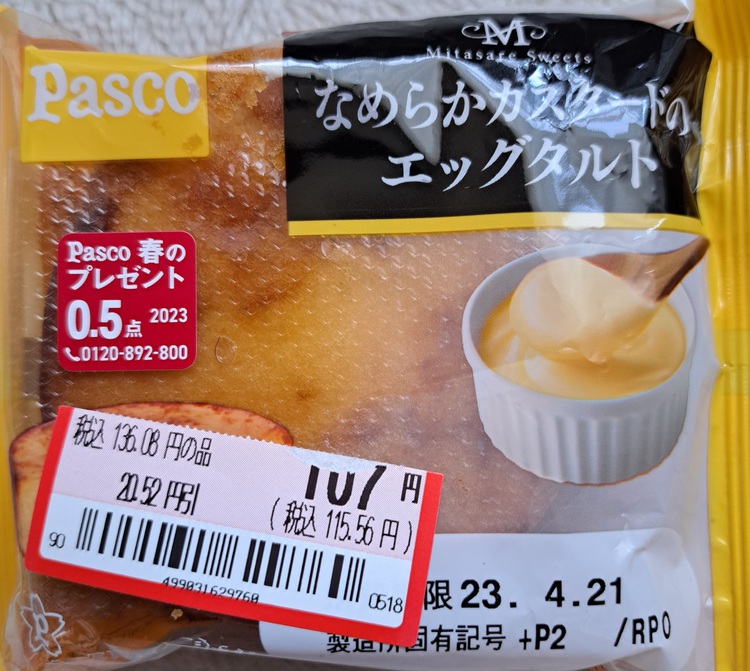 Pasco
M
Mitasare Sweets
なめらかカスタードの
エッグタルト
Pasco 春の
プレゼント
0.5点 2023
0120-892-800
税込 136.08 円の品
20.52 円引
107 円
( 税込 115.56 円 )
90
499031629760
0518
限 23. 4.21
製造所固有記号 +P2 /RPO
P